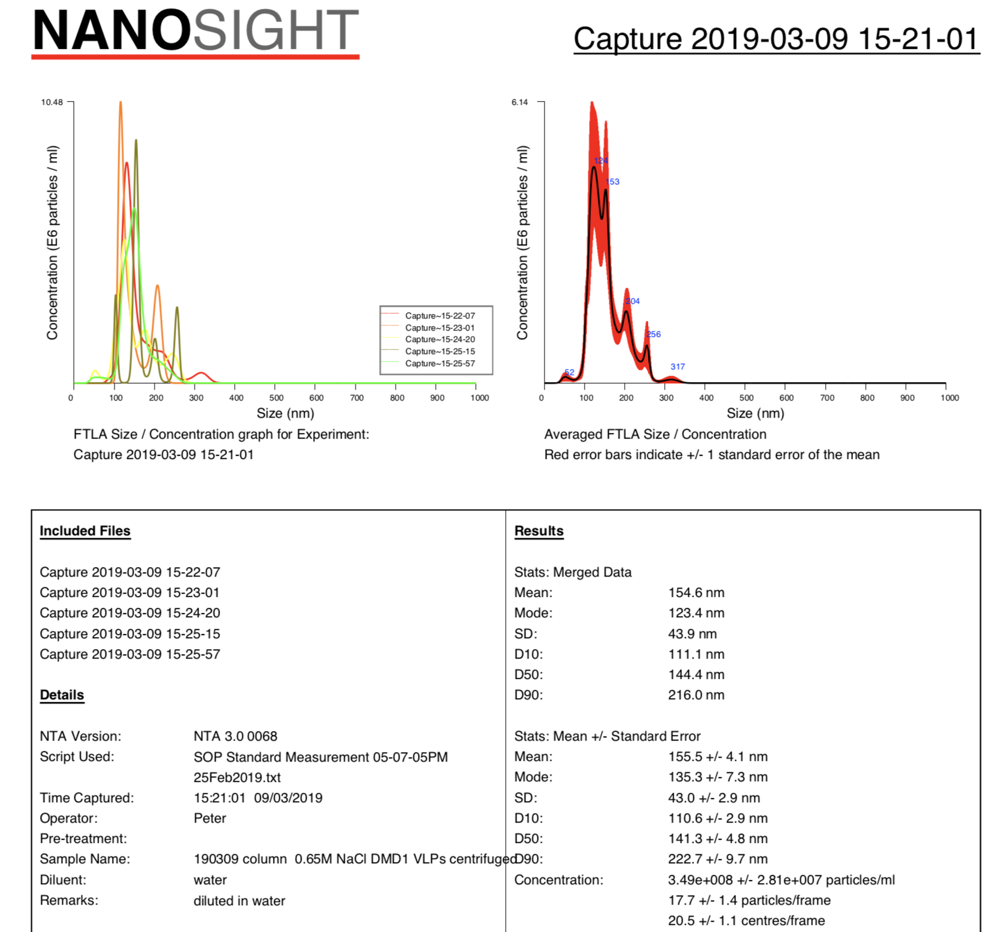 NANOSIGHT
Capture 2019-03-09 15-21-01
10.48
Concentration (E6 particles / ml)
Capture~15-22-07
Capture~15-23-01
Capture~15-24-20
Capture~15-25-15
Capture~15-25-57
0 100 200 300 400 500 600 700 800 900 1000
Size (nm)
FTLA Size / Concentration graph for Experiment:
Capture 2019-03-09 15-21-01
6.14
Concentration (E6 particles / ml)
124
153
204
256
52
317
0 100 200 300 400 500 600 700 800 900 1000
Size (nm)
Averaged FTLA Size / Concentration
Red error bars indicate +/- 1 standard error of the mean
Included Files
Capture 2019-03-09 15-22-07
Capture 2019-03-09 15-23-01
Capture 2019-03-09 15-24-20
Capture 2019-03-09 15-25-15
Capture 2019-03-09 15-25-57
Details
NTA Version: NTA 3.0 0068
Script Used: SOP Standard Measurement 05-07-05PM
25Feb2019.txt
Time Captured: 15:21:01 09/03/2019
Operator: Peter
Pre-treatment:
Sample Name: 190309 column 0.65M NaCl DMD1 VLPs centrifuged
Diluent: water
Remarks: diluted in water
Results
Stats: Merged Data
Mean: 154.6 nm
Mode: 123.4 nm
SD: 43.9 nm
D10: 111.1 nm
D50: 144.4 nm
D90: 216.0 nm
Stats: Mean +/- Standard Error
Mean: 155.5 +/- 4.1 nm
Mode: 135.3 +/- 7.3 nm
SD: 43.0 +/- 2.9 nm
D10: 110.6 +/- 2.9 nm
D50: 141.3 +/- 4.8 nm
D90: 222.7 +/- 9.7 nm
Concentration: 3.49e+008 +/- 2.81e+007 particles/ml
17.7 +/- 1.4 particles/frame
20.5 +/- 1.1 centres/frame